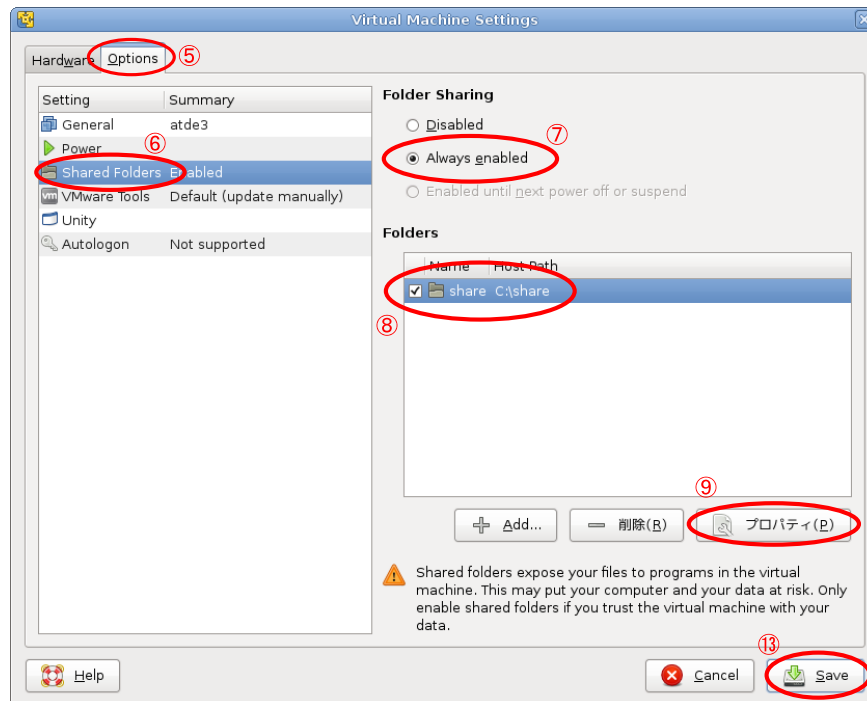 Virtual Machine Settings
Hardware Options ⑤
Setting Summary
General atde3
Power ⑥
Shared Folders Enabled
VMware Tools Default (update manually)
Unity
Autologon Not supported
Folder Sharing
Disabled
⑦
Always enabled
Enabled until next power off or suspend
Folders
Name Host Path
share C:\share
⑧
⑨
Add... 削除(R) プロパティ(P)
Shared folders expose your files to programs in the virtual
machine. This may put your computer and your data at risk. Only
enable shared folders if you trust the virtual machine with your
data.
⑬
Help Cancel Save